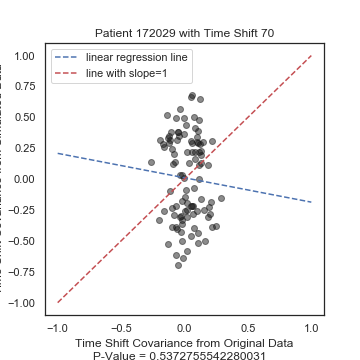 Patient 172029 with Time Shift 70
linear regression line
line with slope=1
1.00
0.75
0.50
0.25
0.00
−0.25
−0.50
−0.75
−1.00
−1.0
−0.5
0.0
0.5
1.0
Time Shift Covariance from Original Data
P-Value = 0.5372755542280031